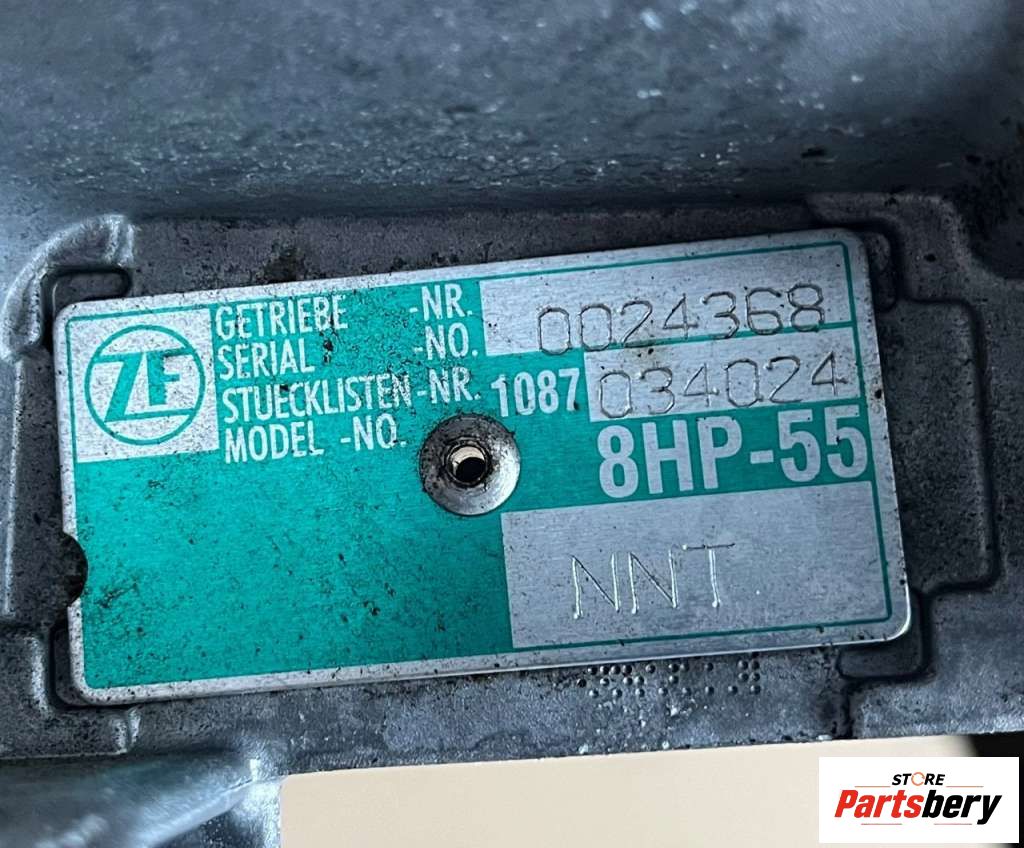 ZF
GETRIEBE -NR. 0024368
SERIAL -NO.
STUECKLISTEN-NR. 1087 034024
MODEL -NO.
8HP-55
NNT
STORE
Partsbery